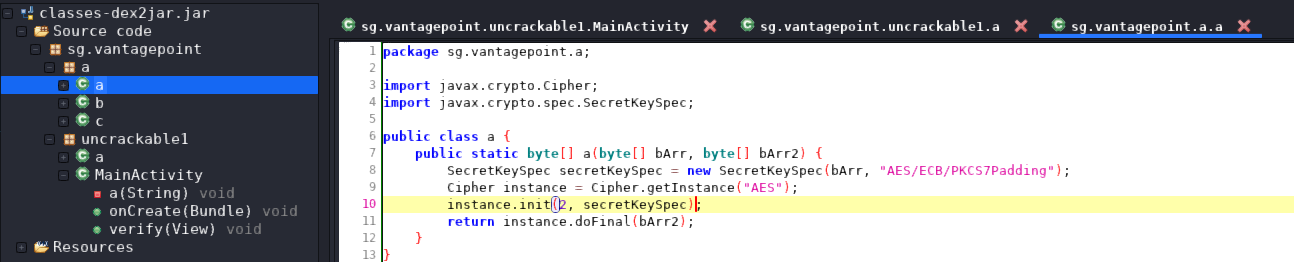 classes-dex2jar.jar
Source code
sg.vantagepoint
a
a
b
c
uncrackable1
a
MainActivity
a(String) void
onCreate(Bundle) void
verify(View) void
Resources
sg.vantagepoint.uncrackable1.MainActivity
sg.vantagepoint.uncrackable1.a
sg.vantagepoint.a.a
1 package sg.vantagepoint.a;
2
3 import javax.crypto.Cipher;
4 import javax.crypto.spec.SecretKeySpec;
5
6 public class a {
7     public static byte[] a(byte[] bArr, byte[] bArr2) {
8         SecretKeySpec secretKeySpec = new SecretKeySpec(bArr, "AES/ECB/PKCS7Padding");
9         Cipher instance = Cipher.getInstance("AES");
10         instance.init(2, secretKeySpec);
11         return instance.doFinal(bArr2);
12     }
13 }